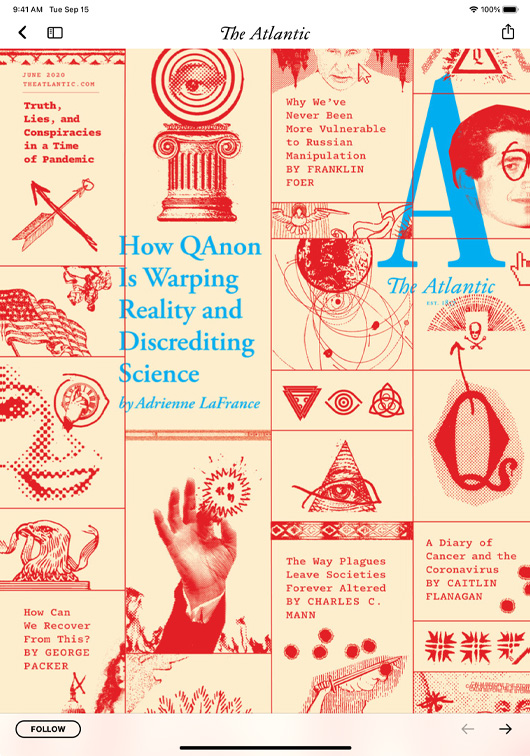 9:41 AM Tue Sep 15
100%
The Atlantic
JUNE 2020
THEATLANTIC.COM
Truth,
Lies, and
Conspiracies
in a Time
of Pandemic
How QAnon
Is Warping
Reality and
Discrediting
Science
by Adrienne LaFrance
Why We've
Never Been
More Vulnerable
to Russian
Manipulation
BY FRANKLIN
FOER
A
The Atlantic
EST.
Q
How Can
We Recover
From This?
BY GEORGE
PACKER
The Way Plagues
Leave Societies
Forever Altered
BY CHARLES C.
MANN
A Diary of
Cancer and the
Coronavirus
BY CAITLIN
FLANAGAN
FOLLOW